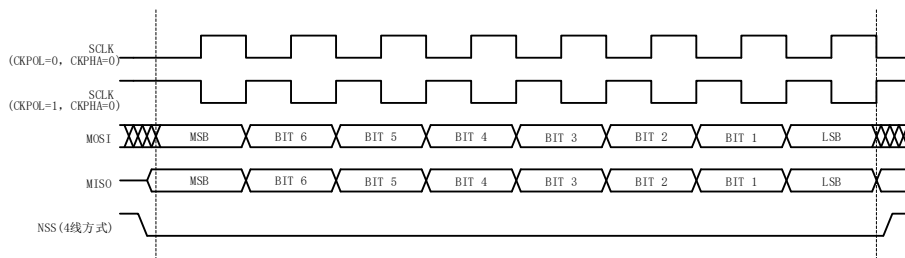 SCLK
(CKPOL=0, CKPHA=0)
SCLK
(CKPOL=1, CKPHA=0)
MOSI MSB BIT 6 BIT 5 BIT 4 BIT 3 BIT 2 BIT 1 LSB
MISO MSB BIT 6 BIT 5 BIT 4 BIT 3 BIT 2 BIT 1 LSB
NSS(4线方式)